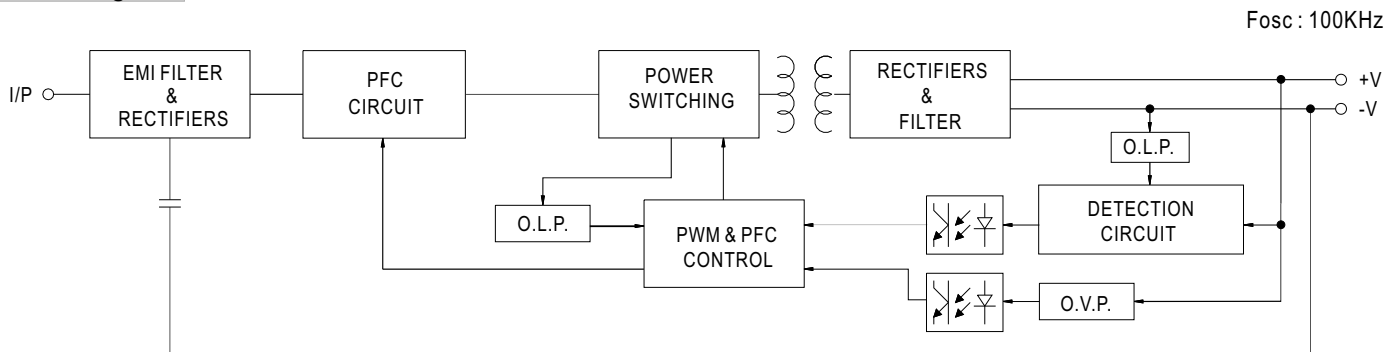 Fosc : 100KHz
I/P
EMI FILTER
&
RECTIFIERS
PFC
CIRCUIT
POWER
SWITCHING
RECTIFIERS
&
FILTER
+V
-V
O.L.P.
O.L.P.
PWM & PFC
CONTROL
DETECTION
CIRCUIT
O.V.P.